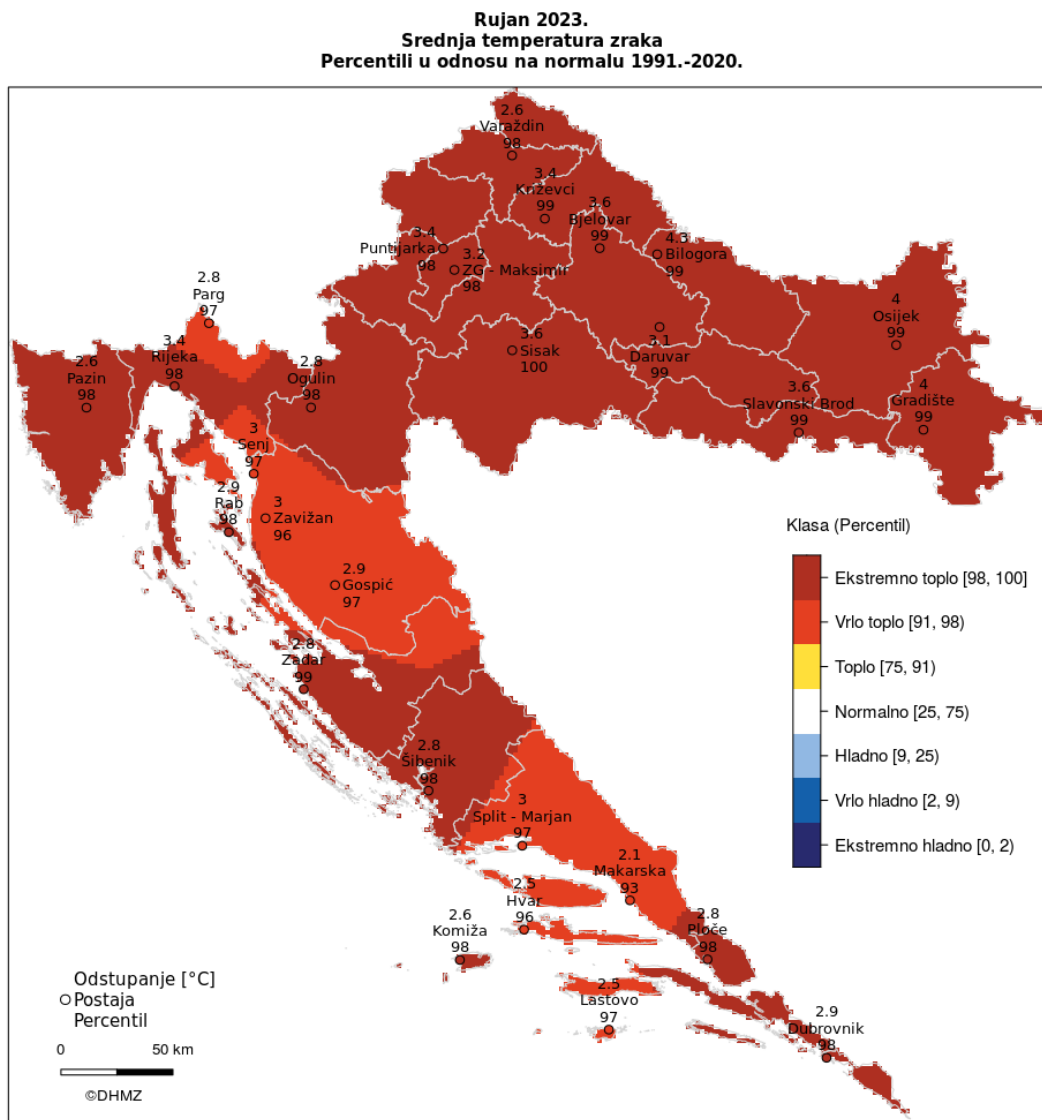 Rujan 2023.
Srednja temperatura zraka
Percentili u odnosu na normalu 1991.-2020.
2.6
Varaždin
98
3.4
Križevci
99
3.6
Bjelovar
99
3.4
Puntijarka
98
3.2
ZG - Maksimir
98
4.3
Bilogora
99
2.8
Parg
97
4
Osijek
99
3.4
Rijeka
98
3.6
Sisak
100
3.1
Daruvar
99
2.6
Pazin
98
2.8
Ogulin
98
3.6
Slavonski Brod
99
4
Gradište
99
3
Senj
97
2.9
Rab
98
3
Zavižan
96
2.9
Gospić
97
2.8
Zadar
99
2.8
Šibenik
98
3
Split - Marjan
97
2.1
Makarska
93
2.5
Hvar
96
2.6
Komiža
98
2.8
Ploče
98
2.5
Lastovo
97
2.9
Dubrovnik
98
Klasa (Percentil)
Ekstremno toplo [98, 100]
Vrlo toplo [91, 98)
Toplo [75, 91)
Normalno [25, 75)
Hladno [9, 25)
Vrlo hladno [2, 9)
Ekstremno hladno [0, 2)
Odstupanje [°C]
Postaja
Percentil
0 50 km
©DHMZ